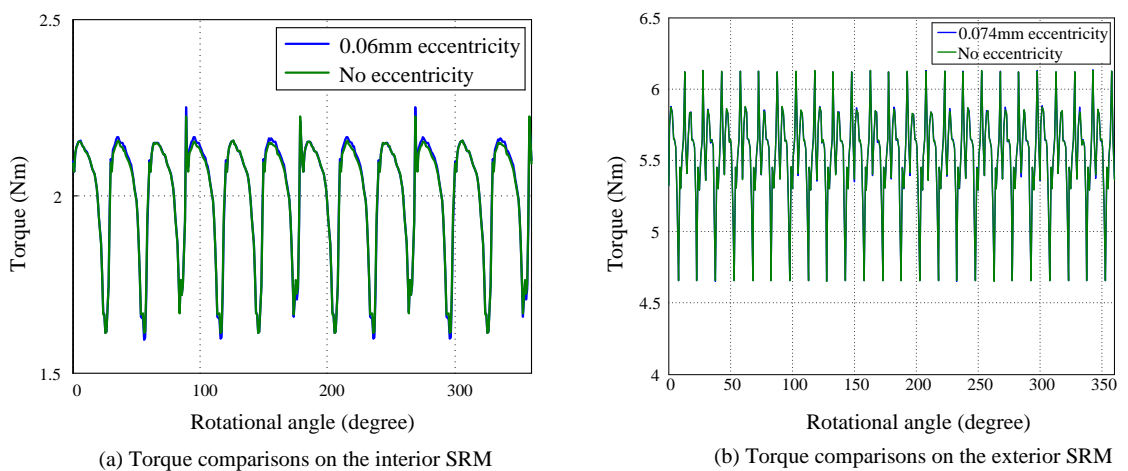 2.5
2
1.5
Torque (Nm)
0.06mm eccentricity
No eccentricity
0
100
200
300
Rotational angle (degree)
(a) Torque comparisons on the interior SRM
6.5
6
5.5
5
4.5
4
Torque (Nm)
0.074mm eccentricity
No eccentricity
0
50
100
150
200
250
300
350
Rotational angle (degree)
(b) Torque comparisons on the exterior SRM